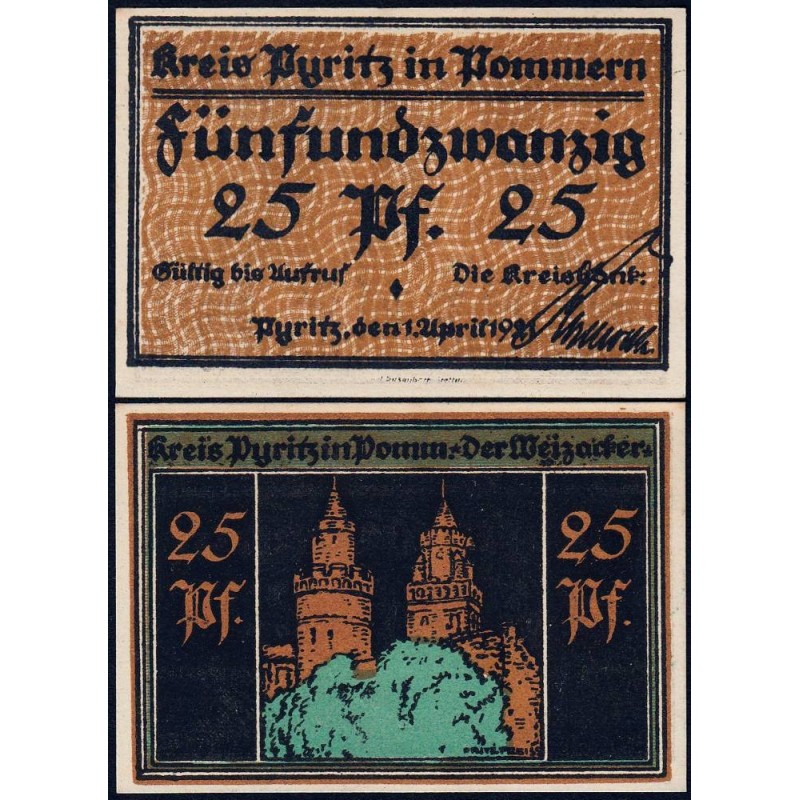 Kreis Pyritz in Pommern
Fünfundzwanzig
25 Pf. 25
Gültig bis Aufruf Die Kreisbank:
Pyritz, den 1. April 1921
Kreis Pyritz in Pomm.-Der Weizacker-
25 Pf. 25 Pf.